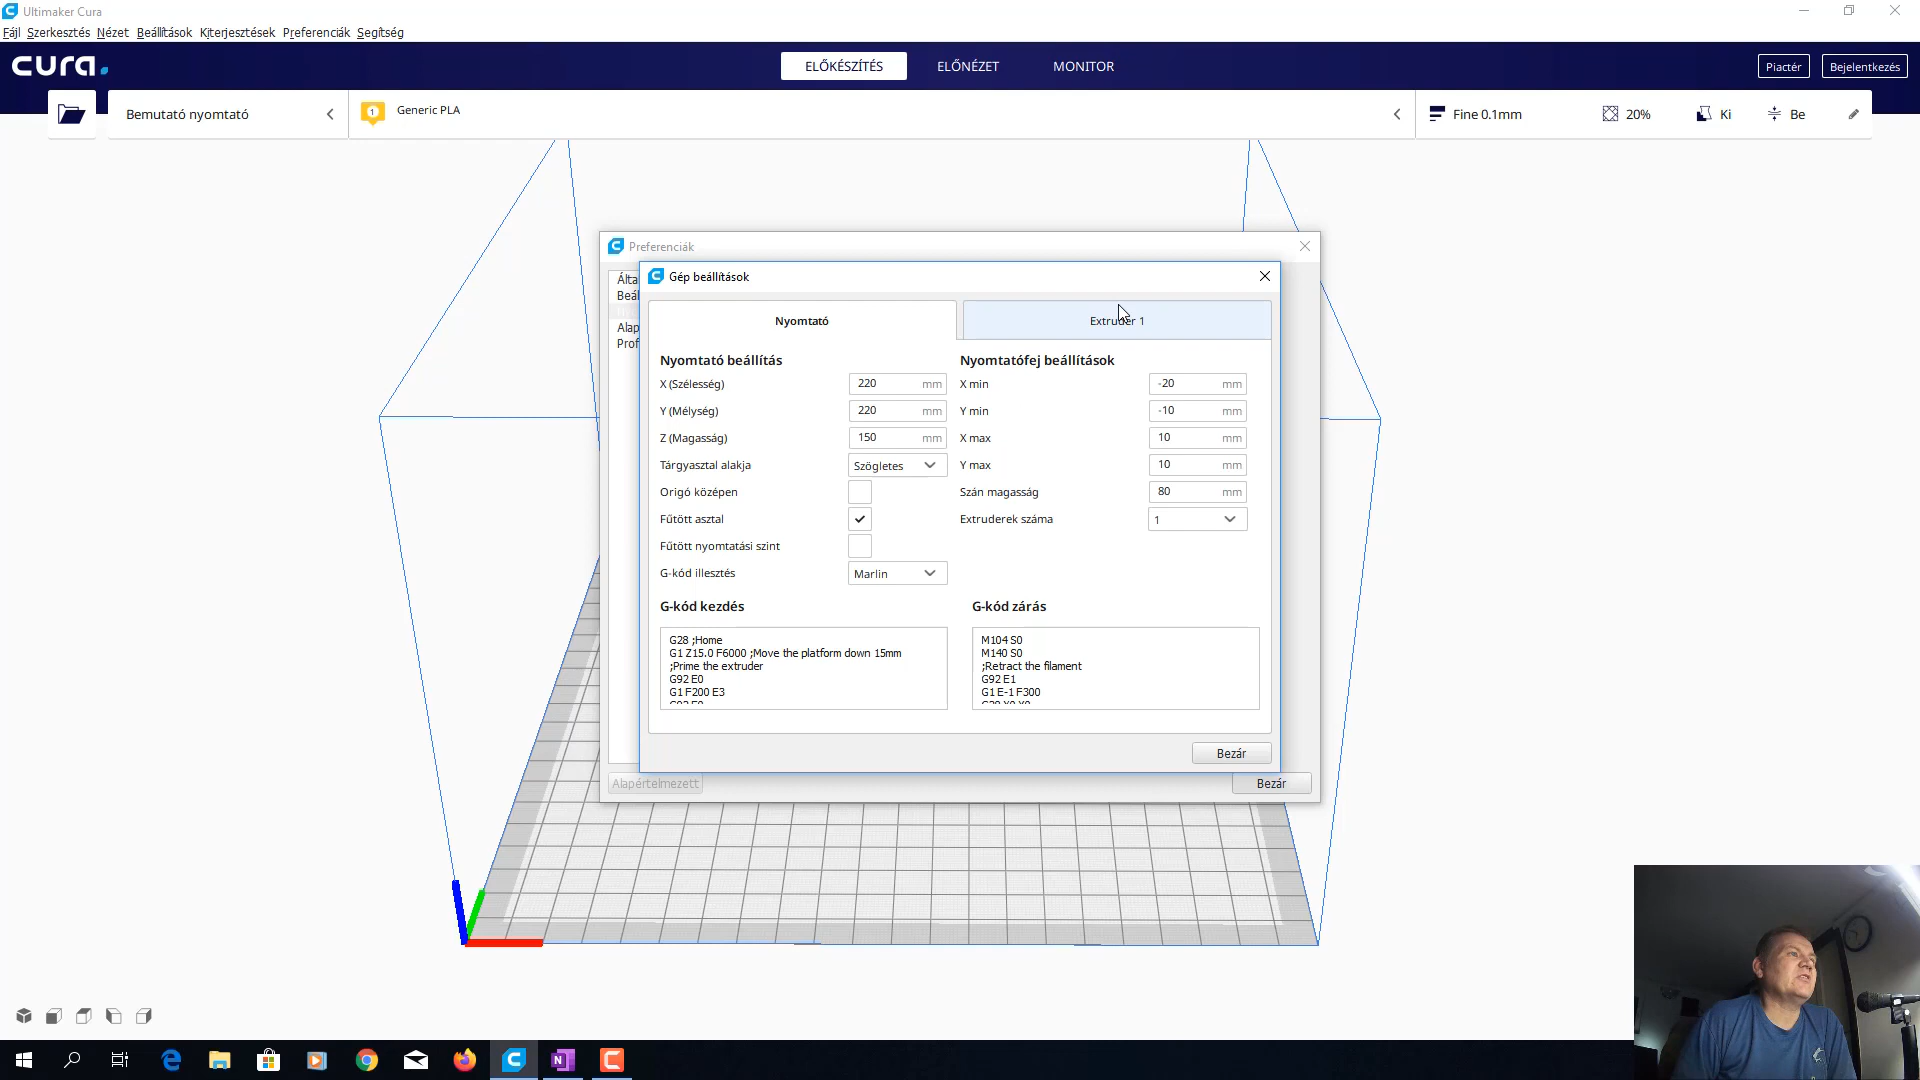 Ultimaker Cura
Fájl Szerkesztés Nézet Beállítások Kiterjesztések Preferenciák Segítség
cura.
ELŐKÉSZÍTÉS ELŐNÉZET MONITOR
Piactér Bejelentkezés
Bemutató nyomtató
1 Generic PLA
Fine 0.1mm 20% Ki Be
Preferenciák
Gép beállítások
Nyomtató Extruder 1
Nyomtató beállítás Nyomtatófej beállítások
X (Szélesség) 220 mm X min -20 mm
Y (Mélység) 220 mm Y min -10 mm
Z (Magasság) 150 mm X max 10 mm
Tárgyasztal alakja Szögletes Y max 10 mm
Origó középen Szán magasság 80 mm
Fűtött asztal Extruderek száma 1
Fűtött nyomtatási szint
G-kód illesztés Marlin
G-kód kezdés G-kód zárás
G28 ;Home
G1 Z15.0 F6000 ;Move the platform down 15mm
;Prime the extruder
G92 E0
G1 F200 E3
M104 S0
M140 S0
;Retract the filament
G92 E1
G1 E-1 F300
Bezár
Alapértelmezett Bezár